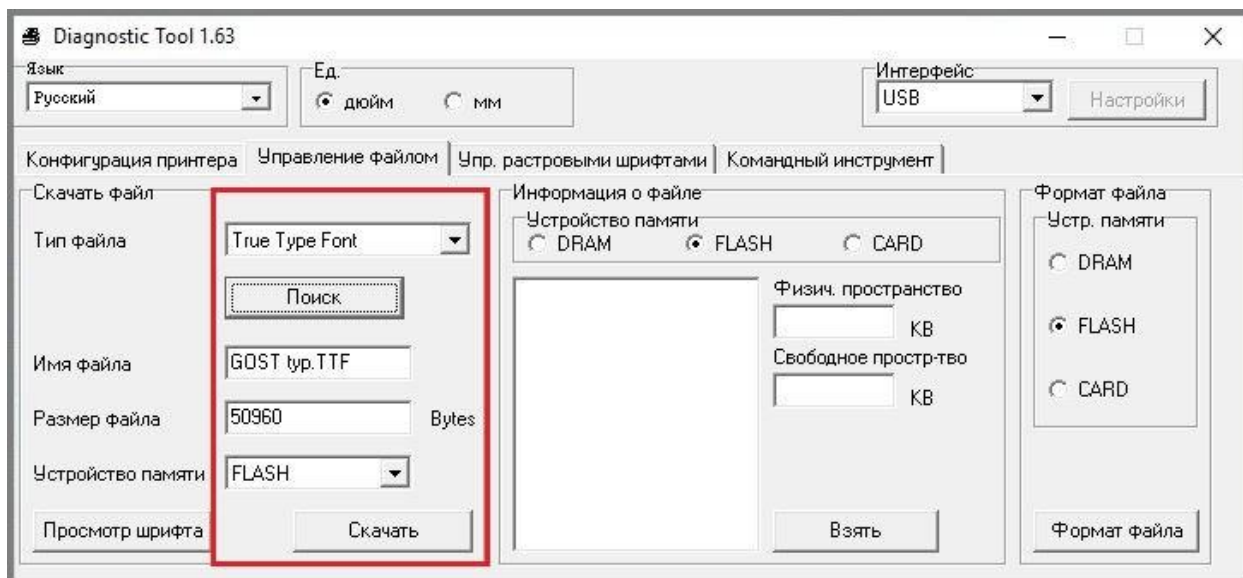 Diagnostic Tool 1.63
Язык
Русский
Ед.
дюйм
мм
Интерфейс
USB
Настройки
Конфигурация принтера
Управление файлом
Упр. растровыми шрифтами
Командный инструмент
Скачать файл
Тип файла
True Type Font
Поиск
Имя файла
GOST typ.TTF
Размер файла
50960
Bytes
Устройство памяти
FLASH
Просмотр шрифта
Скачать
Информация о файле
Устройство памяти
DRAM
FLASH
CARD
Физич. пространство
KB
Свободное простр-тво
KB
Взять
Формат файла
Устр. памяти
DRAM
FLASH
CARD
Формат файла